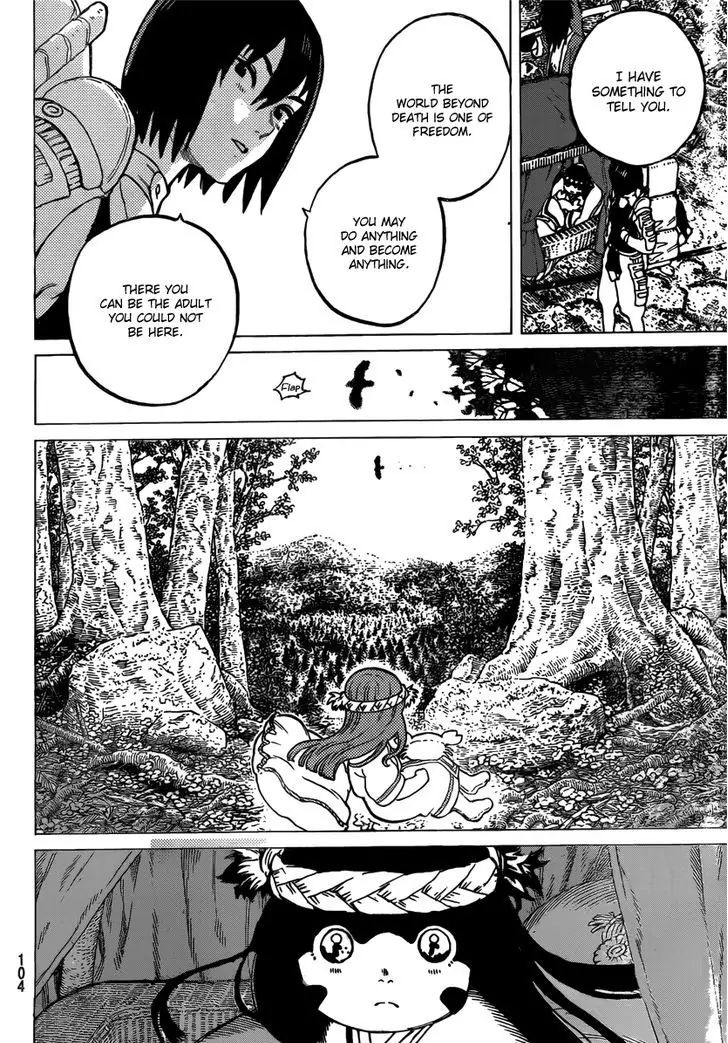 I HAVE
SOMETHING TO
TELL YOU.
THE
WORLD BEYOND
DEATH IS ONE OF
FREEDOM.
YOU MAY
DO ANYTHING
AND BECOME
ANYTHING.
THERE YOU
CAN BE THE ADULT
YOU COULD NOT
BE HERE.
Flap
104